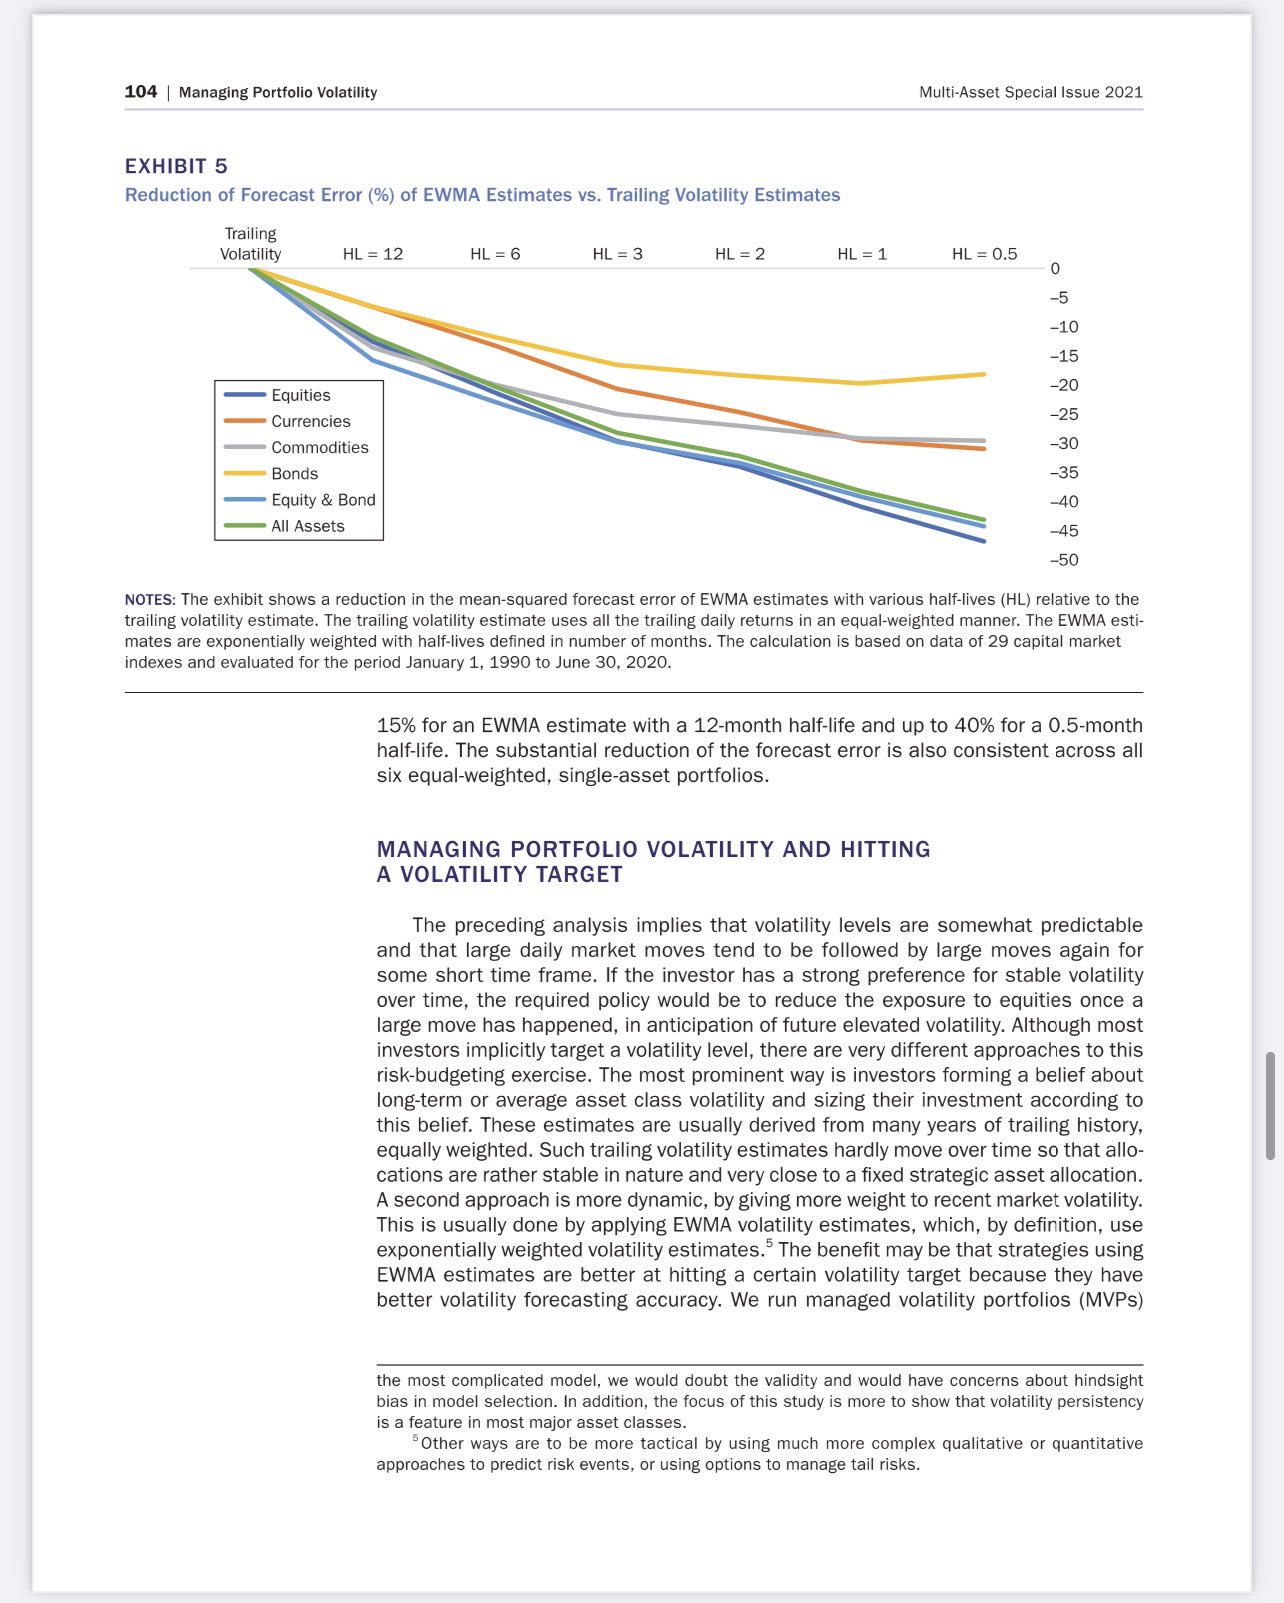 104 | Managing Portfolio Volatility
Multi-Asset Special Issue 2021
EXHIBIT 5
Reduction of Forecast Error (%) of EWMA Estimates vs. Trailing Volatility Estimates
Trailing
Volatility
HL = 12
HL = 6
HL = 3
HL = 2
HL = 1
HL = 0.5
0
–5
–10
–15
–20
–25
–30
–35
–40
–45
–50
Equities
Currencies
Commodities
Bonds
Equity & Bond
All Assets
NOTES: The exhibit shows a reduction in the mean-squared forecast error of EWMA estimates with various half-lives (HL) relative to the
trailing volatility estimate. The trailing volatility estimate uses all the trailing daily returns in an equal-weighted manner. The EWMA esti-
mates are exponentially weighted with half-lives defined in number of months. The calculation is based on data of 29 capital market
indexes and evaluated for the period January 1, 1990 to June 30, 2020.
15% for an EWMA estimate with a 12-month half-life and up to 40% for a 0.5-month
half-life. The substantial reduction of the forecast error is also consistent across all
six equal-weighted, single-asset portfolios.
MANAGING PORTFOLIO VOLATILITY AND HITTING
A VOLATILITY TARGET
The preceding analysis implies that volatility levels are somewhat predictable
and that large daily market moves tend to be followed by large moves again for
some short time frame. If the investor has a strong preference for stable volatility
over time, the required policy would be to reduce the exposure to equities once a
large move has happened, in anticipation of future elevated volatility. Although most
investors implicitly target a volatility level, there are very different approaches to this
risk-budgeting exercise. The most prominent way is investors forming a belief about
long-term or average asset class volatility and sizing their investment according to
this belief. These estimates are usually derived from many years of trailing history,
equally weighted. Such trailing volatility estimates hardly move over time so that allo-
cations are rather stable in nature and very close to a fixed strategic asset allocation.
A second approach is more dynamic, by giving more weight to recent market volatility.
This is usually done by applying EWMA volatility estimates, which, by definition, use
exponentially weighted volatility estimates.⁵ The benefit may be that strategies using
EWMA estimates are better at hitting a certain volatility target because they have
better volatility forecasting accuracy. We run managed volatility portfolios (MVPs)
the most complicated model, we would doubt the validity and would have concerns about hindsight
bias in model selection. In addition, the focus of this study is more to show that volatility persistency
is a feature in most major asset classes.
⁵Other ways are to be more tactical by using much more complex qualitative or quantitative
approaches to predict risk events, or using options to manage tail risks.